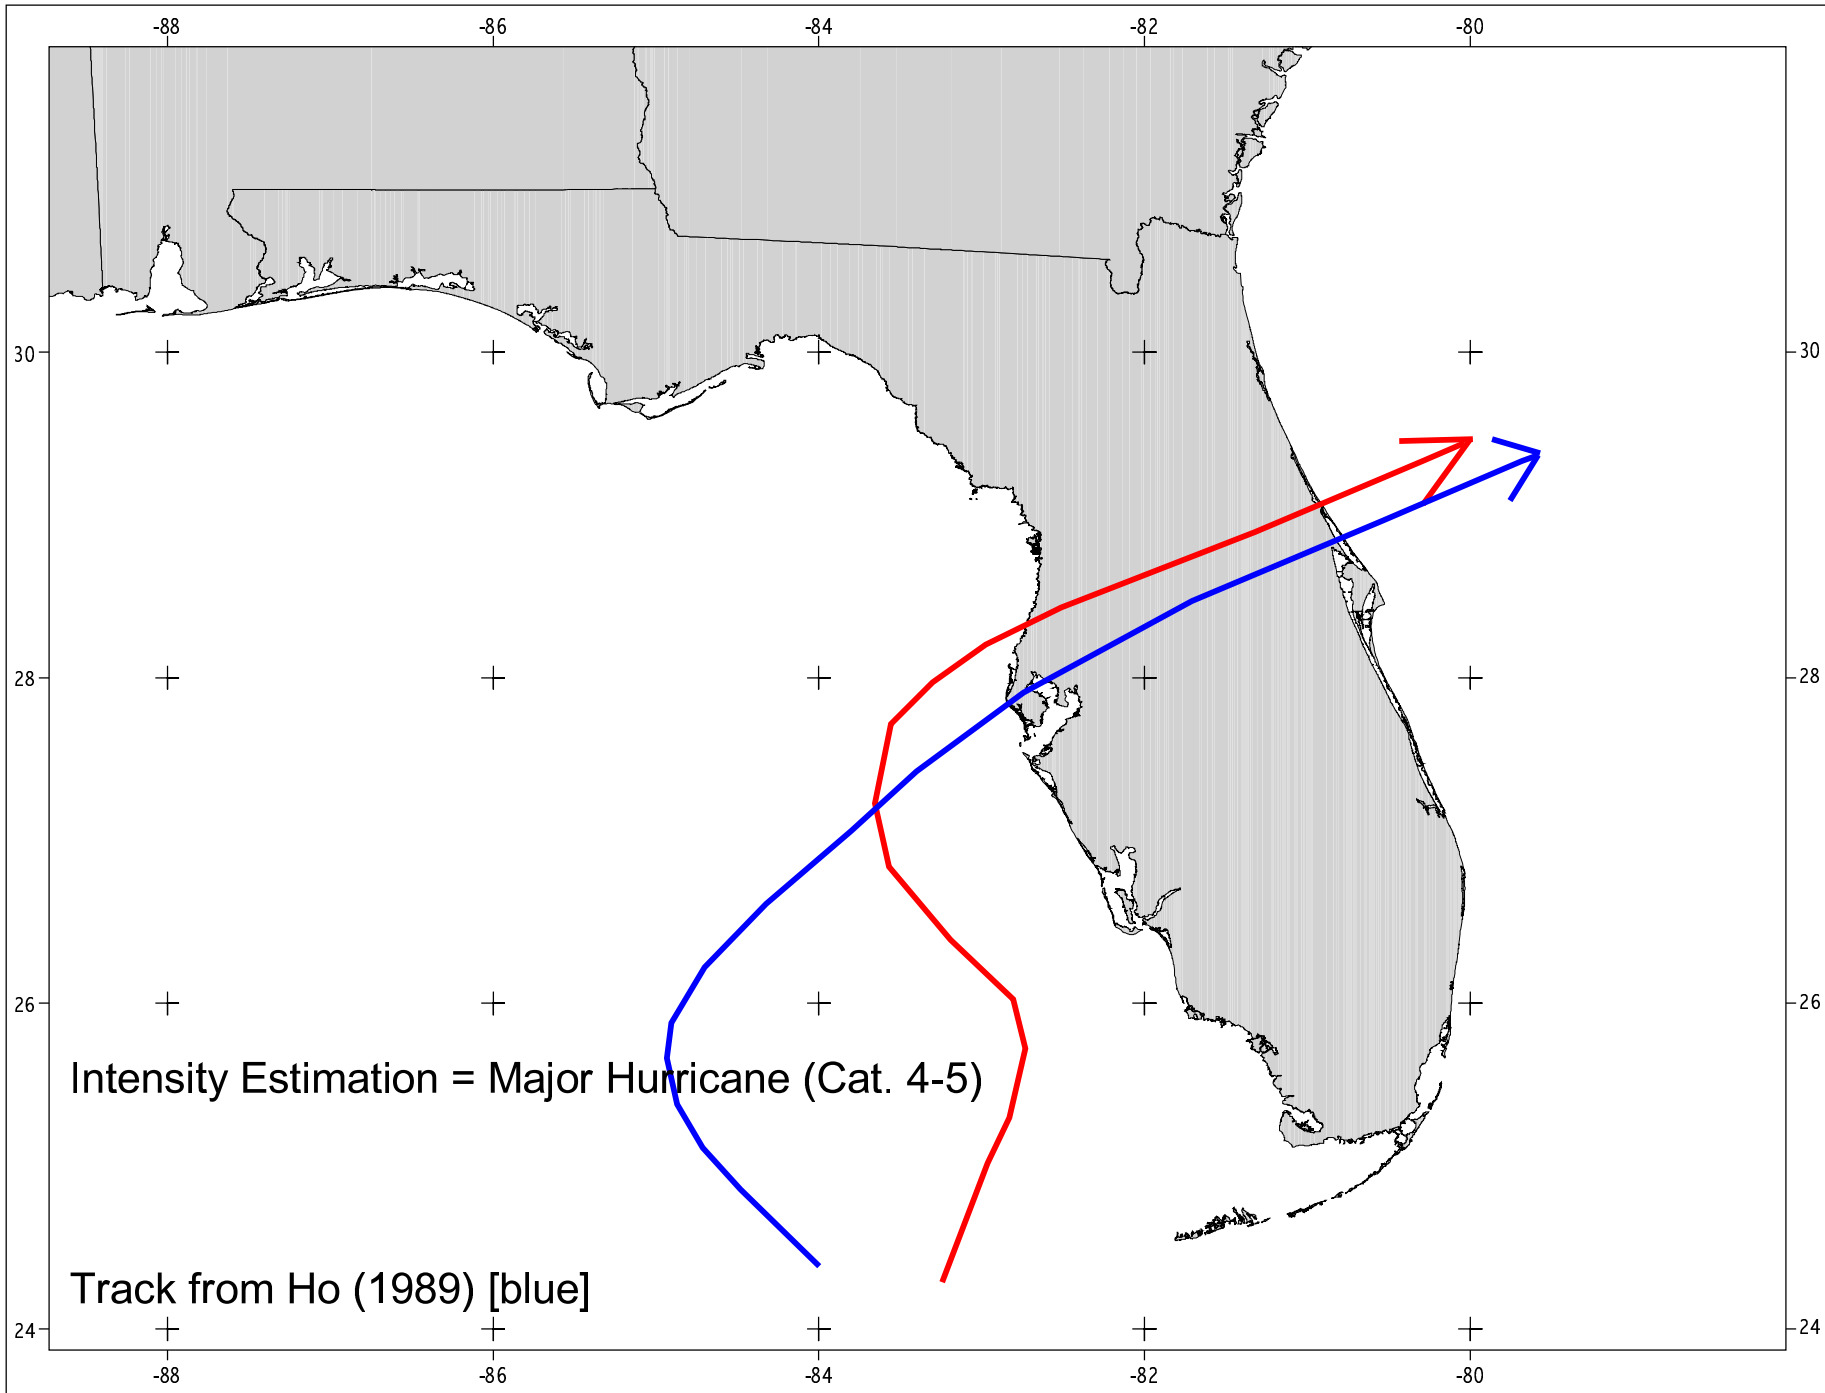 -88 -86 -84 -82 -80
30 30
28 28
26 26
Intensity Estimation = Major Hurricane (Cat. 4-5)
Track from Ho (1989) [blue]
24 24
-88 -86 -84 -82 -80